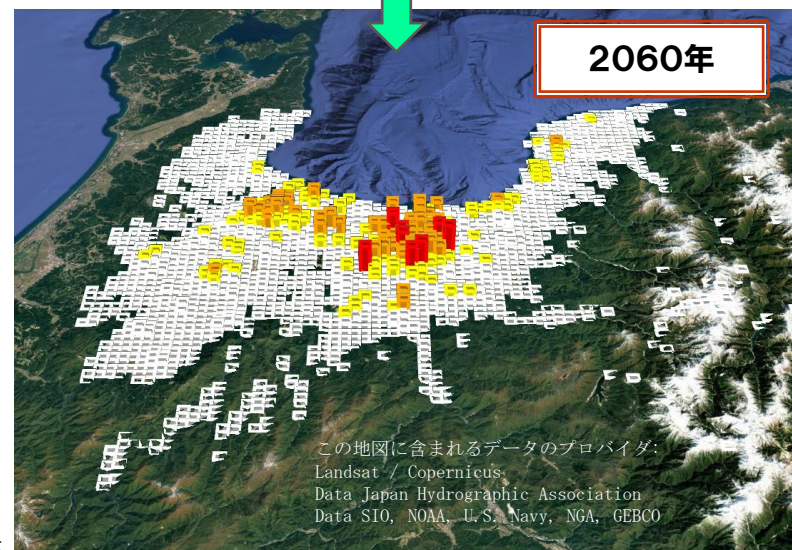 2060年
この地図に含まれるデータのプロバイダ:
Landsat / Copernicus
Data Japan Hydrographic Association
Data SIO, NOAA, U.S. Navy, NGA, GEBCO